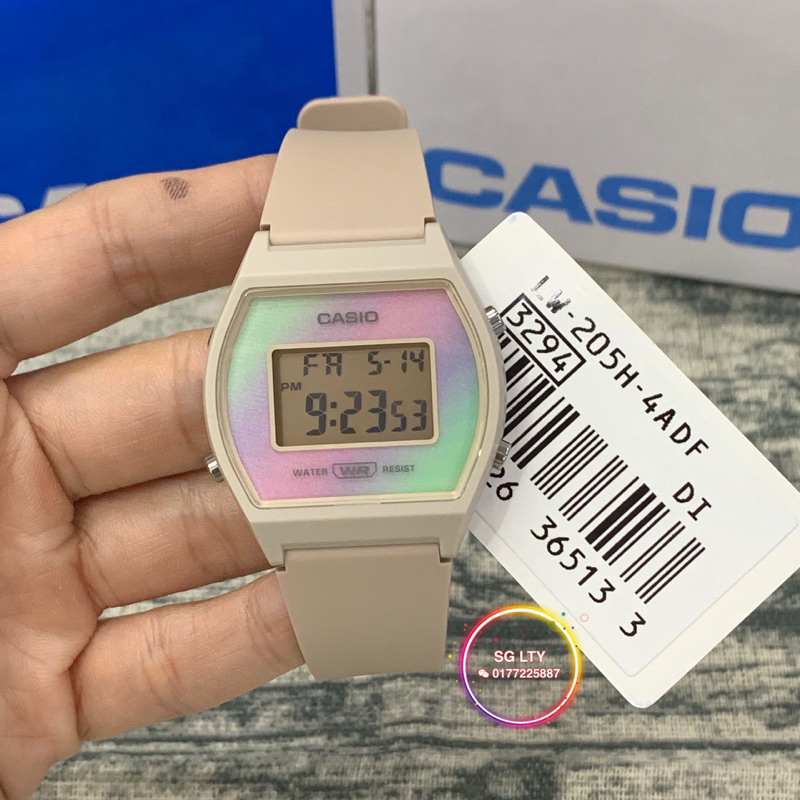 CASIO
CASIO
FR 5-14
PM
9:23 53
WATER WR RESIST
LW-205H-4ADF
3294
DI
26 36513 3
SG LTY
0177225887